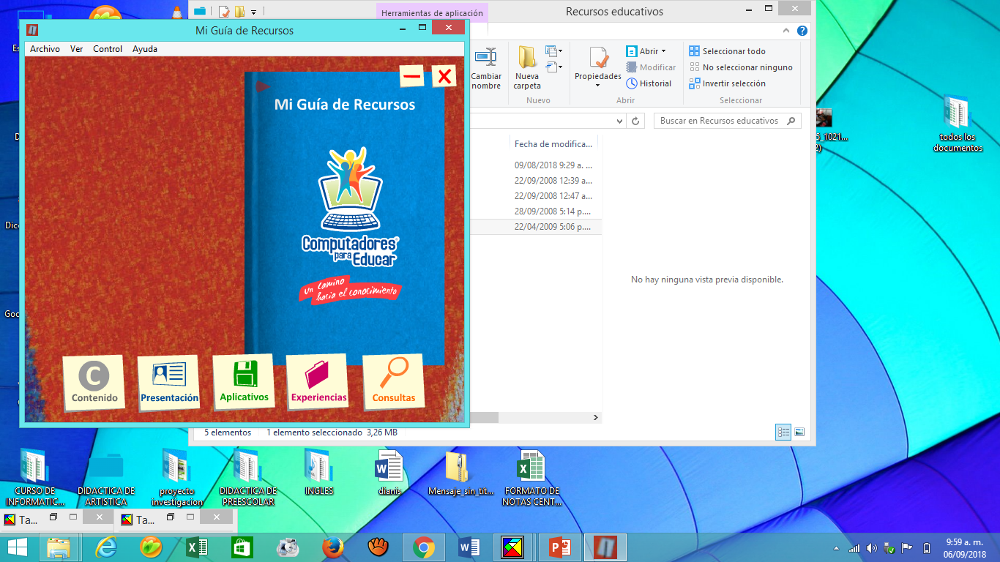 Herramientas de aplicación
Recursos educativos
Mi Guía de Recursos
Archivo Ver Control Ayuda
Mi Guía de Recursos
Computadores
para Educar
un camino
hacia el conocimiento
C
Contenido
Presentación
Aplicativos
Experiencias
Consultas
Cambiar
nombre
Nueva
carpeta
Nuevo
Propiedades
Abrir
Modificar
Historial
Abrir
Seleccionar todo
No seleccionar ninguno
Invertir selección
Seleccionar
Buscar en Recursos educativos
Fecha de modifica...
09/08/2018 9:29 a. ...
22/09/2008 12:39 a...
22/09/2008 12:47 a...
28/09/2008 5:14 p....
22/04/2009 5:06 p....
No hay ninguna vista previa disponible.
5 elementos 1 elemento seleccionado 3,26 MB
todos los
documentos
CURSO DE
INFORMATIC...
DIDACTICA DE
ARTISTICA
proyecto
investigacion
DIDACTICA DE
PREESCOLAR
INGLES
dianis
Mensaje_sin_tit...
FORMATO DE
NOTAS CENT...
Ta...
Ta...
9:59 a. m.
06/09/2018